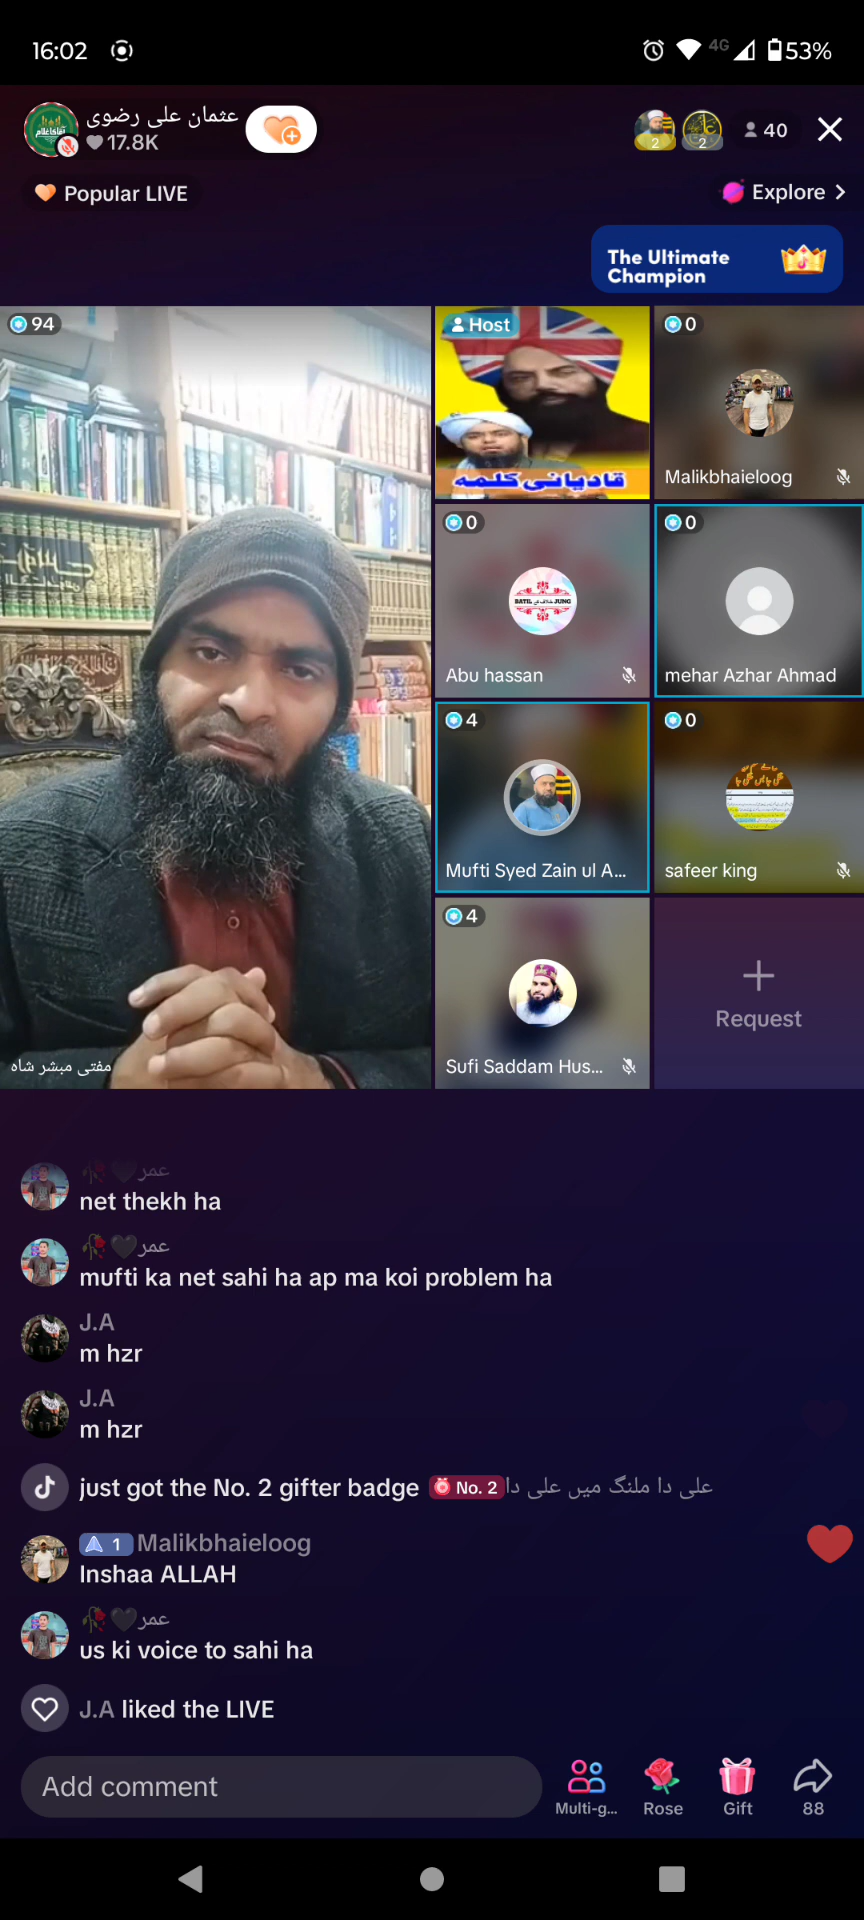 16:02
4G
53%
عثمان علی رضوی
17.8K
2
2
40
Popular LIVE
Explore
The Ultimate
Champion
94
Host
0
قادیانی کلمه
Malikbhaieloog
0
0
BATIL
JUNG
Abu hassan
mehar Azhar Ahmad
4
0
Mufti Syed Zain ul A...
safeer king
4
Request
مفتی مبشر شاہ
Sufi Saddam Hus...
عمر🖤🥀
net thekh ha
عمر🖤🥀
mufti ka net sahi ha ap ma koi problem ha
J.A
m hzr
J.A
m hzr
just got the No. 2 gifter badge No. 2 علی دا ملنگ میں علی دا
1 Malikbhaieloog
Inshaa ALLAH
عمر🖤🥀
us ki voice to sahi ha
J.A liked the LIVE
Add comment
Multi-g...
Rose
Gift
88